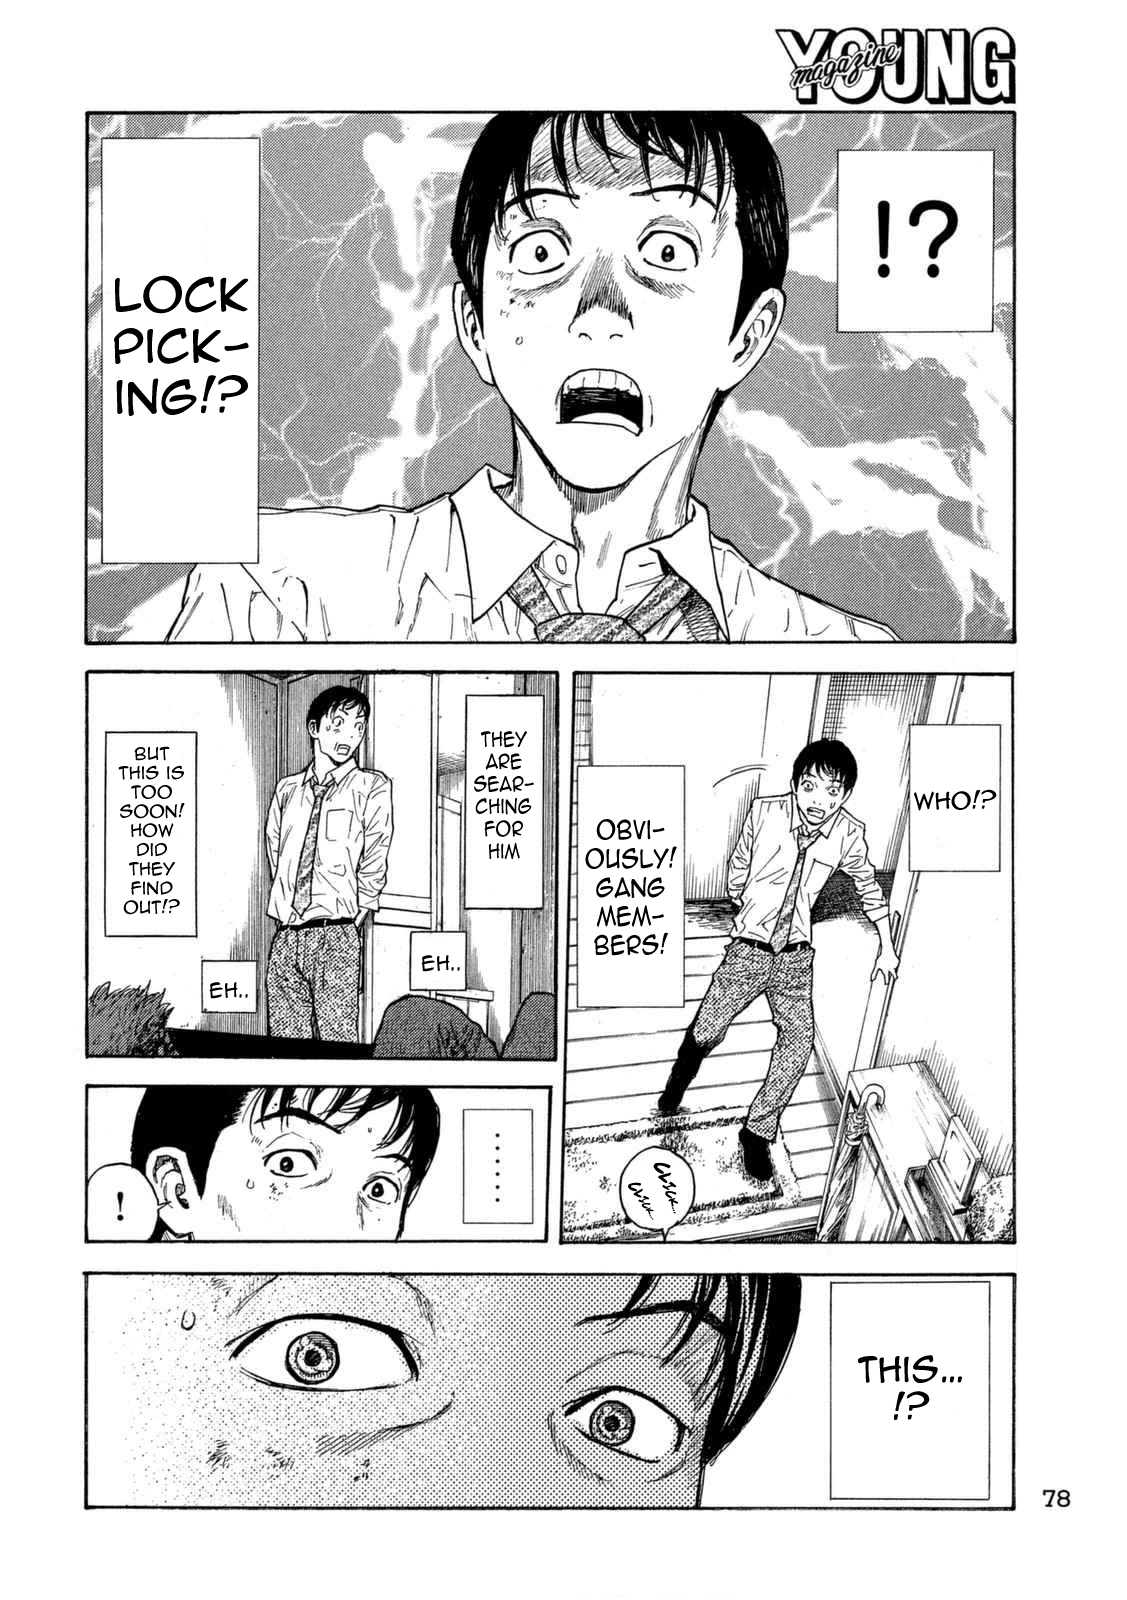 YOUNG
magazine
!?
LOCK
PICK-
ING!?
WHO!?
OBVI-
OUSLY!
GANG
MEM-
BERS!
CLICK...
CLICK...
THEY
ARE
SEAR-
CHING
FOR
HIM
BUT
THIS IS
TOO
SOON!
HOW
DID
THEY
FIND
OUT!?
EH..
EH..
......
!
THIS...
!?
78